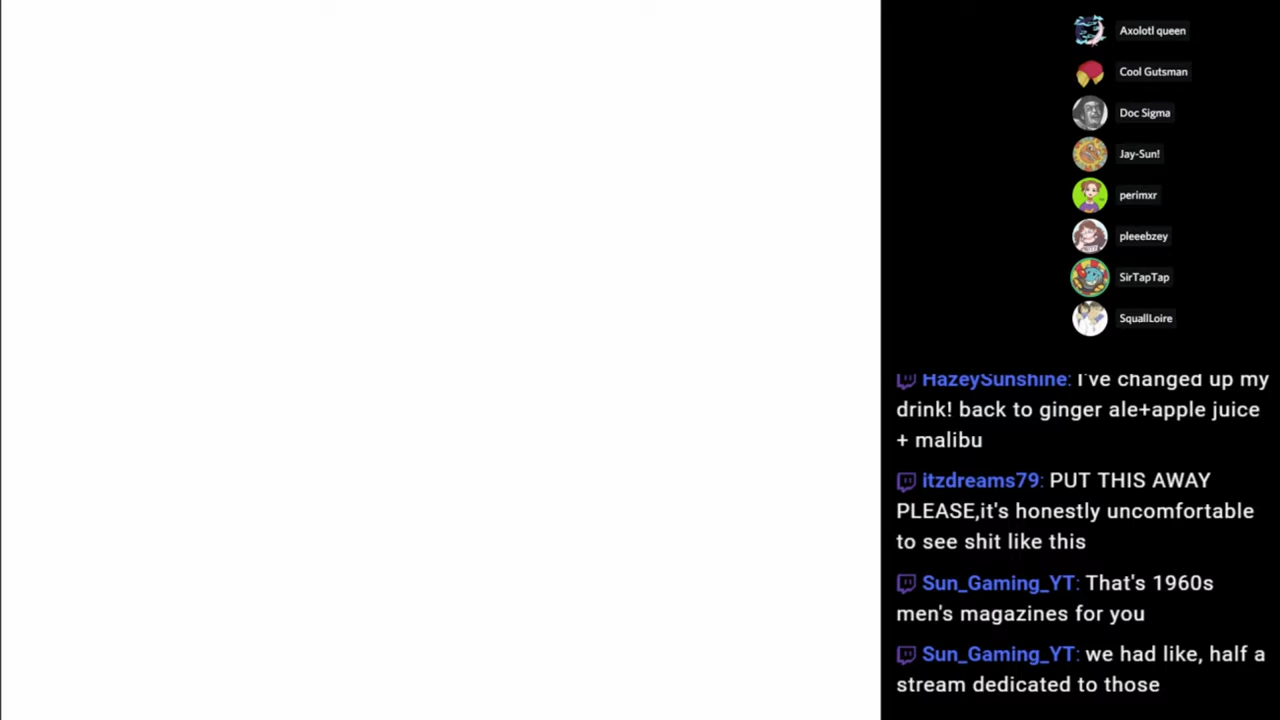 Axolotl queen
Cool Gutsman
Doc Sigma
Jay-Sun!
perimxr
pleeebzey
SirTapTap
SquallLoire
HazeySunshine: I've changed up my
drink! back to ginger ale+apple juice
+ malibu
itzdreams79: PUT THIS AWAY
PLEASE,it's honestly uncomfortable
to see shit like this
Sun_Gaming_YT: That's 1960s
men's magazines for you
Sun_Gaming_YT: we had like, half a
stream dedicated to those